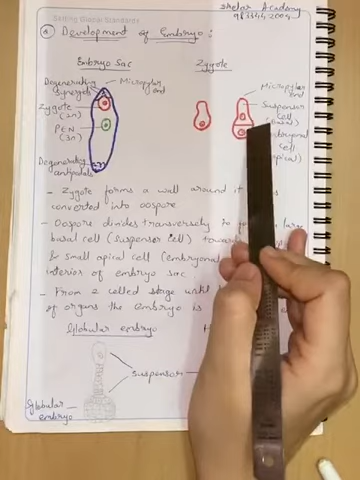 Setting Global Standards
Shelar Academy
Development of Embryo:
Embryo Sac
Zygote
Degenerating synergids
Micropylar end
Zygote (2n)
PEN (3n)
Degenerating antipodals
Micropylar end
Suspensor cell
cell
- Zygote forms a wall around it
converted into oospore
- Oospore divides transversely
large
basal cell (suspensor cell) towards
& small apical cell (embryonal
interior of embryo sac
- From 2 celled stage until
of organs the embryo is
Globular embryo
Suspensor
Globular embryo